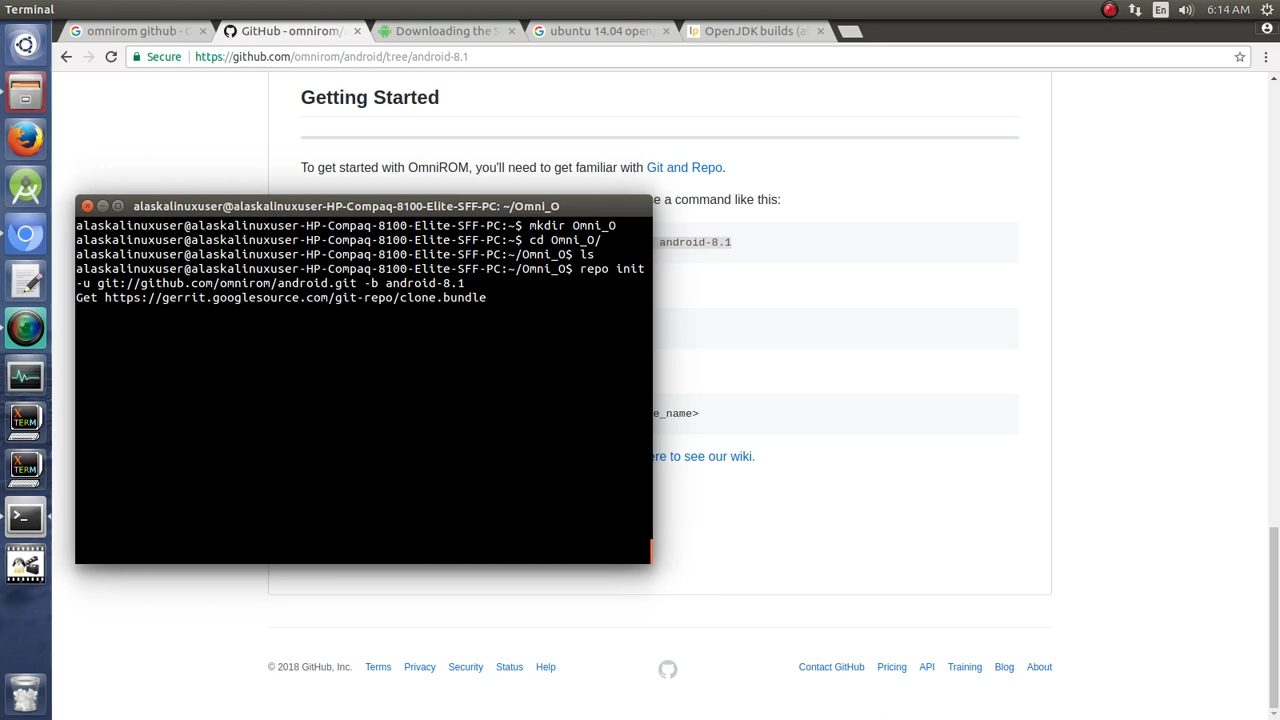 Terminal
En
6:14 AM
omnirom github - G
GitHub - omnirom/
Downloading the S
ubuntu 14.04 openj
lp OpenJDK builds (al
Secure
https://github.com/omnirom/android/tree/android-8.1
Getting Started
To get started with OmniROM, you'll need to get familiar with Git and Repo.
e a command like this:
android-8.1
e_name>
ere to see our wiki.
alaskalinuxuser@alaskalinuxuser-HP-Compaq-8100-Elite-SFF-PC: ~/Omni_O
alaskalinuxuser@alaskalinuxuser-HP-Compaq-8100-Elite-SFF-PC:~$ mkdir Omni_O
alaskalinuxuser@alaskalinuxuser-HP-Compaq-8100-Elite-SFF-PC:~$ cd Omni_O/
alaskalinuxuser@alaskalinuxuser-HP-Compaq-8100-Elite-SFF-PC:~/Omni_O$ ls
alaskalinuxuser@alaskalinuxuser-HP-Compaq-8100-Elite-SFF-PC:~/Omni_O$ repo init
-u git://github.com/omnirom/android.git -b android-8.1
Get https://gerrit.googlesource.com/git-repo/clone.bundle
X
TERM
X
TERM
>_
© 2018 GitHub, Inc.
Terms
Privacy
Security
Status
Help
Contact GitHub
Pricing
API
Training
Blog
About